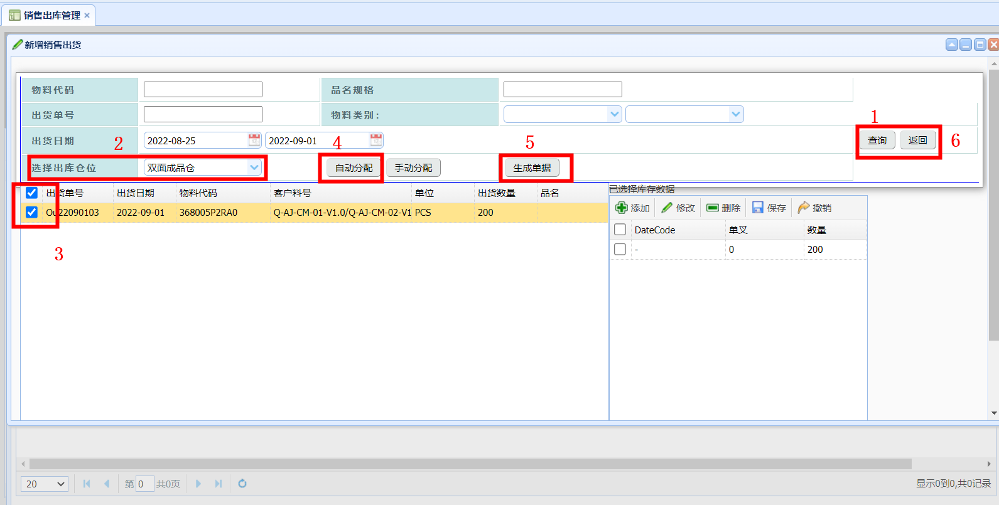 销售出库管理 ×
新增销售出货
物料代码 品名规格
出货单号 物料类别：
1
出货日期 2 2022-08-25 2022-09-01 4 5 查询 返回 6
选择出库仓位 双面成品仓 自动分配 手动分配 生成单据
出货单号 出货日期 物料代码 客户料号 单位 出货数量 品名
Ou22090103 2022-09-01 368005P2RA0 Q-AJ-CM-01-V1.0/Q-AJ-CM-02-V1 PCS 200
3
已选择库存数据
添加 修改 删除 保存 撤销
DateCode 单叉 数量
- 0 200
20 第 0 共0页 显示0到0,共0记录